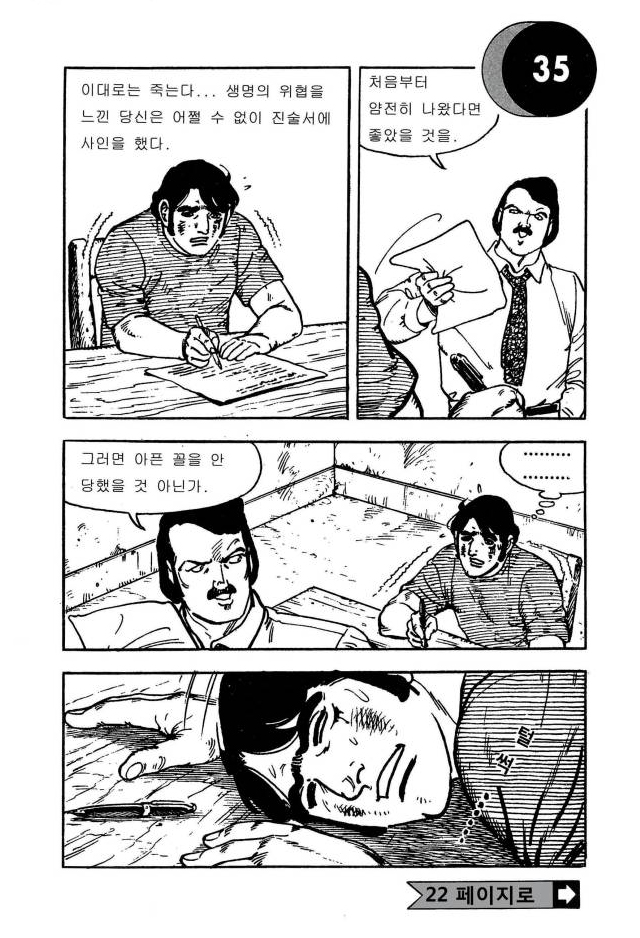 35
이대로는 죽는다... 생명의 위협을
느낀 당신은 어쩔 수 없이 진술서에
사인을 했다.
처음부터
얌전히 나왔다면
좋았을 것을.
그러면 아픈 꼴을 안
당했을 것 아닌가.
.........
.........
털
썩
22 페이지로